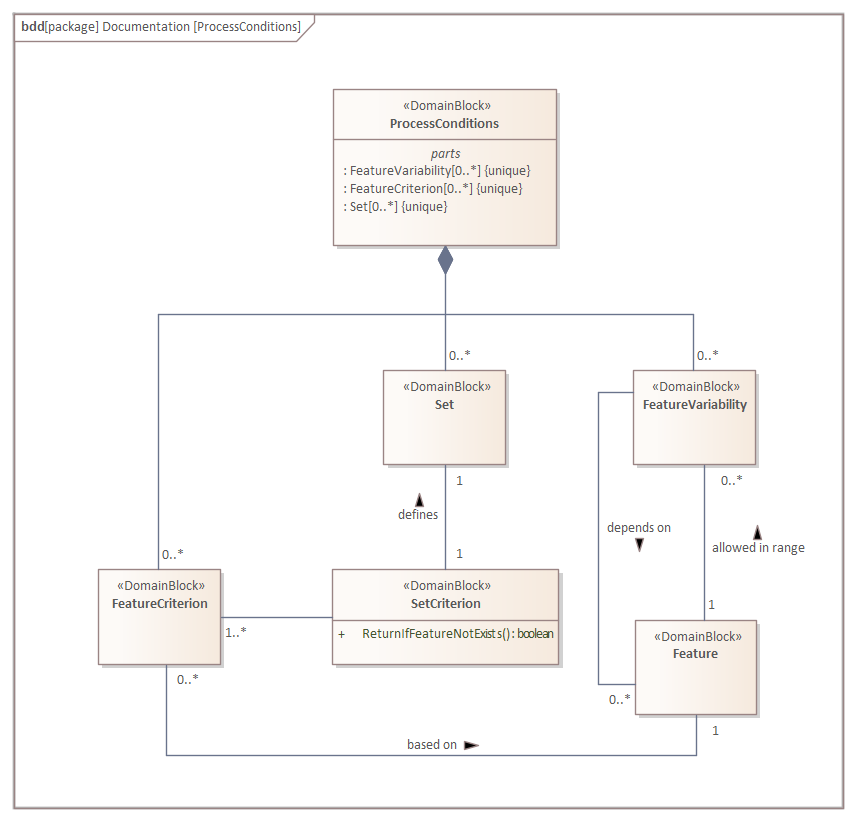 bdd[package] Documentation [ProcessConditions]
«DomainBlock»
ProcessConditions
parts
: FeatureVariability[0..*] {unique}
: FeatureCriterion[0..*] {unique}
: Set[0..*] {unique}
0..*
0..*
«DomainBlock»
Set
«DomainBlock»
FeatureVariability
1
0..*
defines
depends on
allowed in range
0..*
1
«DomainBlock»
FeatureCriterion
«DomainBlock»
SetCriterion
+ ReturnIfFeatureNotExists(): boolean
1
1..*
«DomainBlock»
Feature
0..*
0..*
1
based on